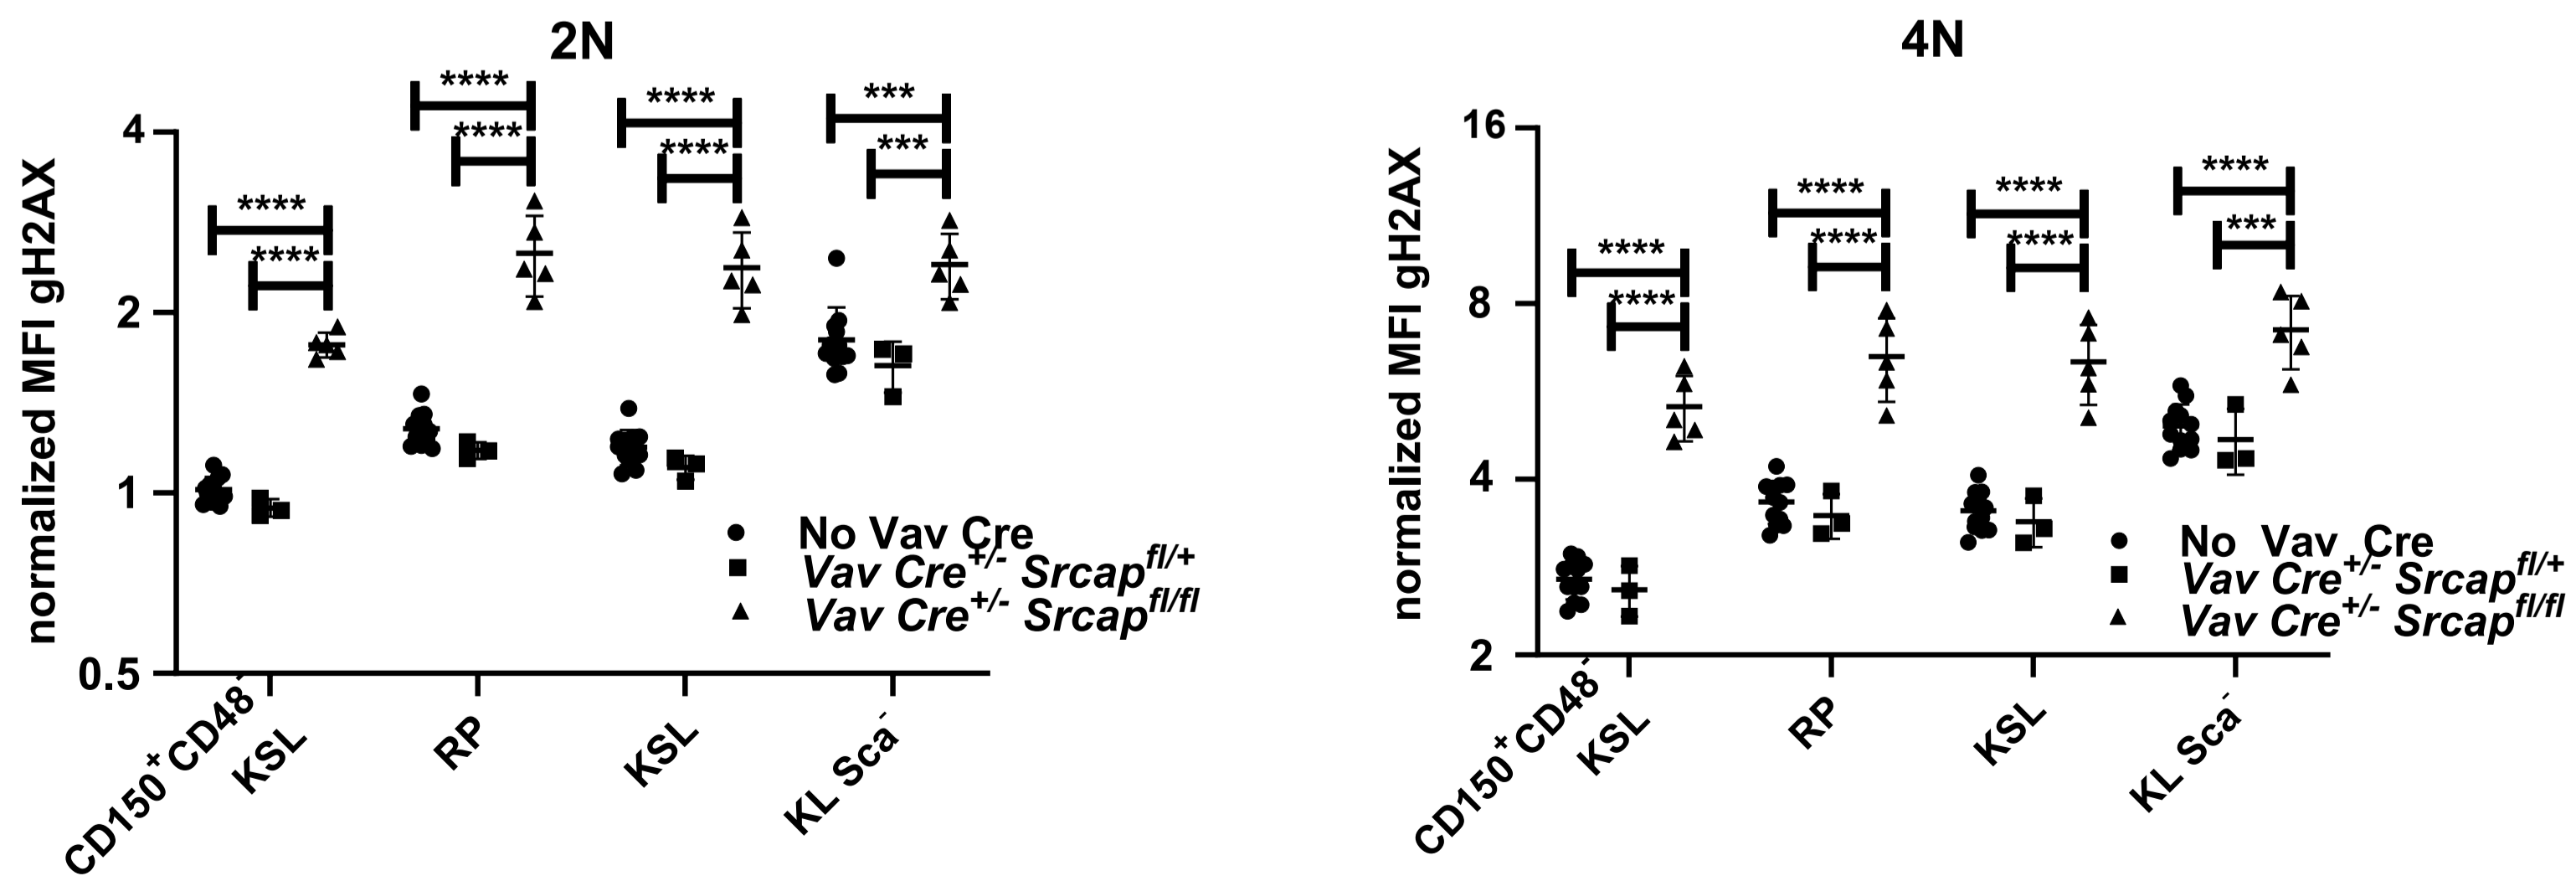 2N
normalized MFI gH2AX
4
2
1
0.5
****
****
****
****
****
****
***
***
No Vav Cre
Vav Cre+/- Srcapfl/+
Vav Cre+/- Srcapfl/fl
CD150+CD48-
KSL
RP
KSL
KL Sca-
4N
normalized MFI gH2AX
16
8
4
2
****
****
****
****
****
****
****
***
No Vav Cre
Vav Cre+/- Srcapfl/+
Vav Cre+/- Srcapfl/fl
CD150+CD48-
KSL
RP
KSL
KL Sca-